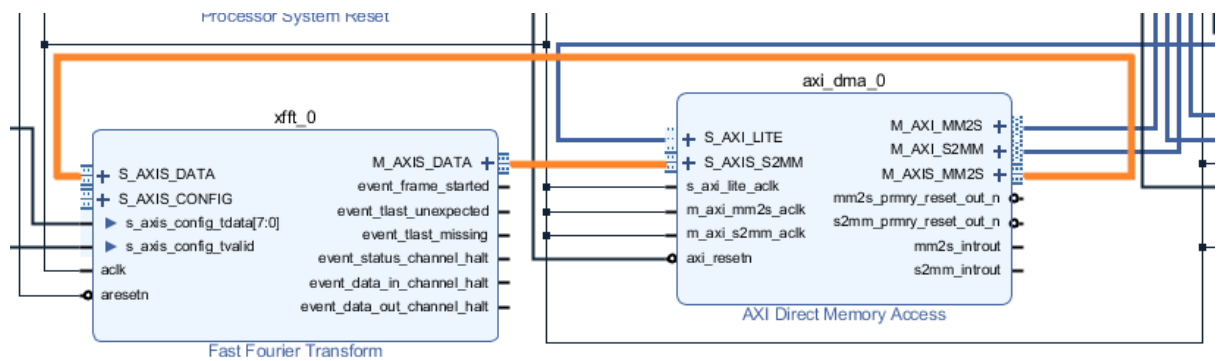 Processor System Reset
xfft_0
S_AXIS_DATA
S_AXIS_CONFIG
s_axis_config_tdata[7:0]
s_axis_config_tvalid
aclk
aresetn
M_AXIS_DATA
event_frame_started
event_tlast_unexpected
event_tlast_missing
event_status_channel_halt
event_data_in_channel_halt
event_data_out_channel_halt
Fast Fourier Transform
axi_dma_0
S_AXI_LITE
S_AXIS_S2MM
s_axi_lite_aclk
m_axi_mm2s_aclk
m_axi_s2mm_aclk
axi_resetn
M_AXI_MM2S
M_AXI_S2MM
M_AXIS_MM2S
mm2s_prmry_reset_out_n
s2mm_prmry_reset_out_n
mm2s_introut
s2mm_introut
AXI Direct Memory Access